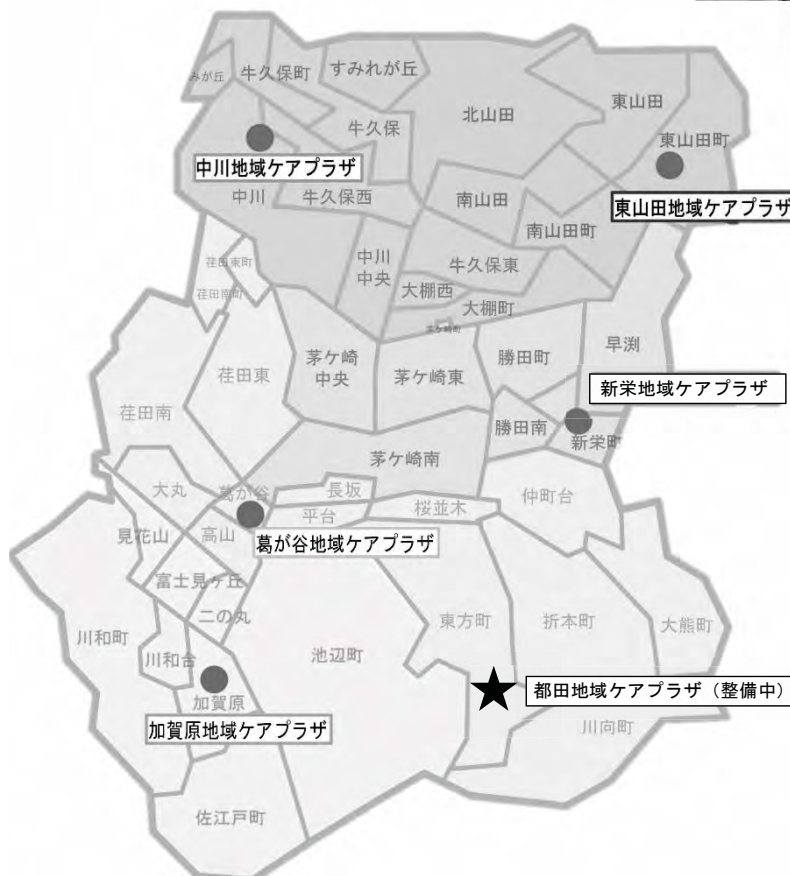 すみれが丘
牛久保町
みが丘
東山田
北山田
牛久保
東山田町
中川地域ケアプラザ
中川
牛久保西
南山田
東山田地域ケアプラザ
南山田町
中川
中央
牛久保東
荏田東町
大棚西
荏田南町
大棚町
茅ケ崎町
早渕
茅ケ崎
中央
勝田町
荏田東
茅ケ崎東
新栄地域ケアプラザ
荏田南
勝田南
新栄町
茅ケ崎南
大丸
葛が谷
長坂
仲町台
桜並木
平台
見花山
高山
葛が谷地域ケアプラザ
富士見ヶ丘
二の丸
東方町
折本町
大熊町
川和町
池辺町
川和台
都田地域ケアプラザ（整備中）
加賀原
加賀原地域ケアプラザ
川向町
佐江戸町